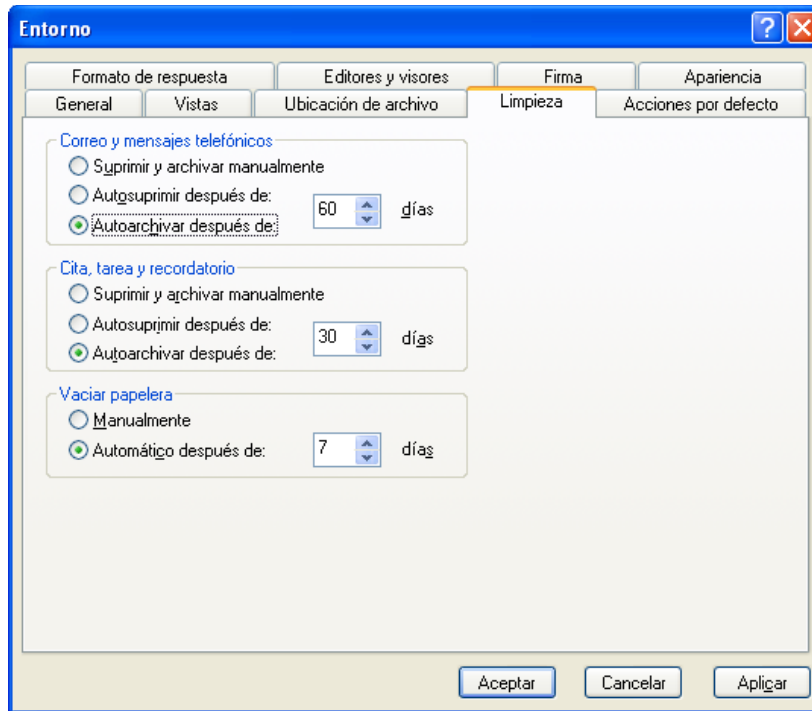 Entorno
Formato de respuesta Editores y visores Firma Apariencia
General Vistas Ubicación de archivo Limpieza Acciones por defecto
Correo y mensajes telefónicos
Suprimir y archivar manualmente
Autosuprimir después de:
60 días
Autoarchivar después de:
Cita, tarea y recordatorio
Suprimir y archivar manualmente
Autosuprimir después de:
30 días
Autoarchivar después de:
Vaciar papelera
Manualmente
Automático después de: 7 días
Aceptar Cancelar Aplicar